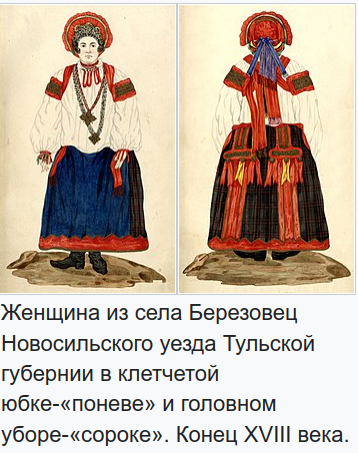 Женщина из села Березовец
Новосильского уезда Тульской
губернии в клетчетой
юбке-«поневе» и головном
уборе-«сороке». Конец XVIII века.